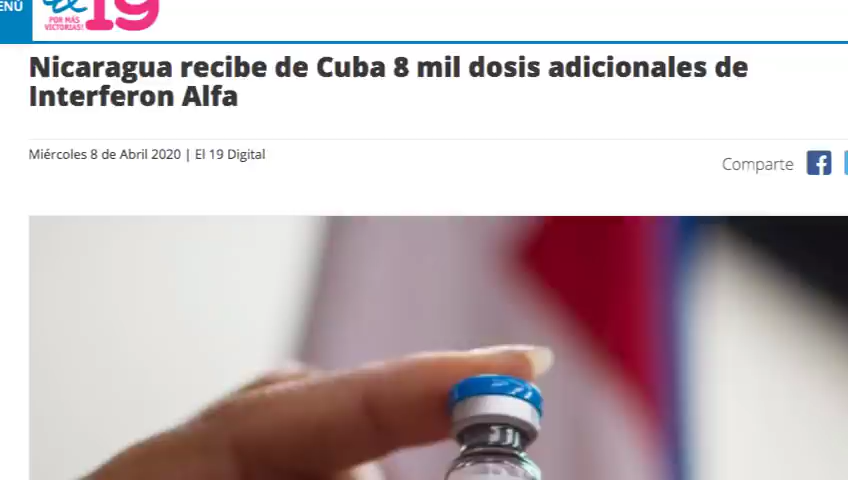 ENÚ
19
POR MÁS
VICTORIAS!
Nicaragua recibe de Cuba 8 mil dosis adicionales de
Interferon Alfa
Miércoles 8 de Abril 2020 | El 19 Digital
Comparte